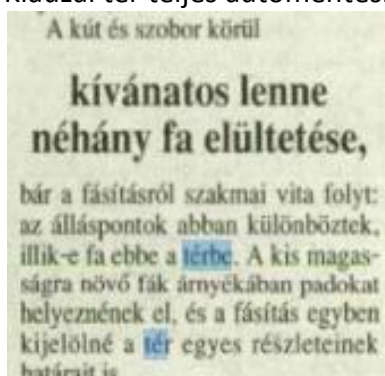 A kút és szobor körül
kívánatos lenne
néhány fa elültetése,
bár a fásításról szakmai vita folyt:
az álláspontok abban különböztek,
illik-e fa ebbe a térbe. A kis magas-
ságra növő fák árnyékában padokat
helyeznének el, és a fásítás egyben
kijelölné a tér egyes részleteinek
határait is